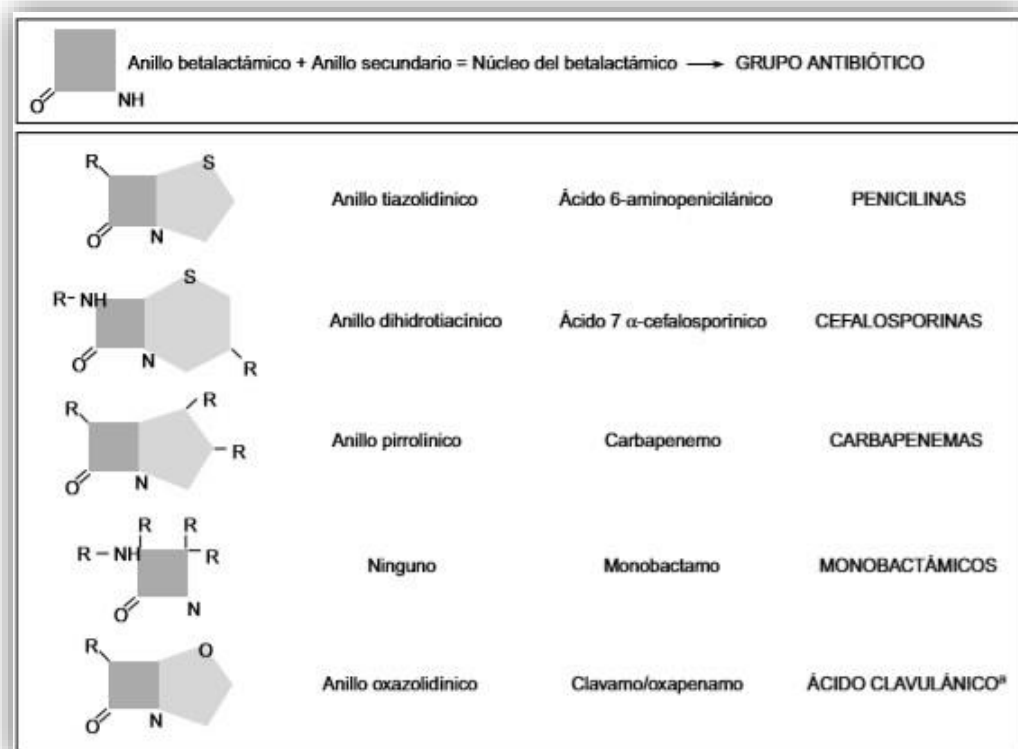 Anillo betalactámico + Anillo secundario = Núcleo del betalactámico → GRUPO ANTIBIÓTICO
O NH
R S
Anillo tiazolidínico Ácido 6-aminopenicilánico PENICILINAS
O N
S
R- NH
Anillo dihidrotiacínico Ácido 7 α-cefalosporínico CEFALOSPORINAS
O N
R
R R
Anillo pirrolínico Carbapenemo CARBAPENEMAS
R
O N
R R
R - NH R
Ninguno Monobactamo MONOBACTÁMICOS
O N
R O
Anillo oxazolidínico Clavamo/oxapenamo ÁCIDO CLAVULÁNICOª
O N